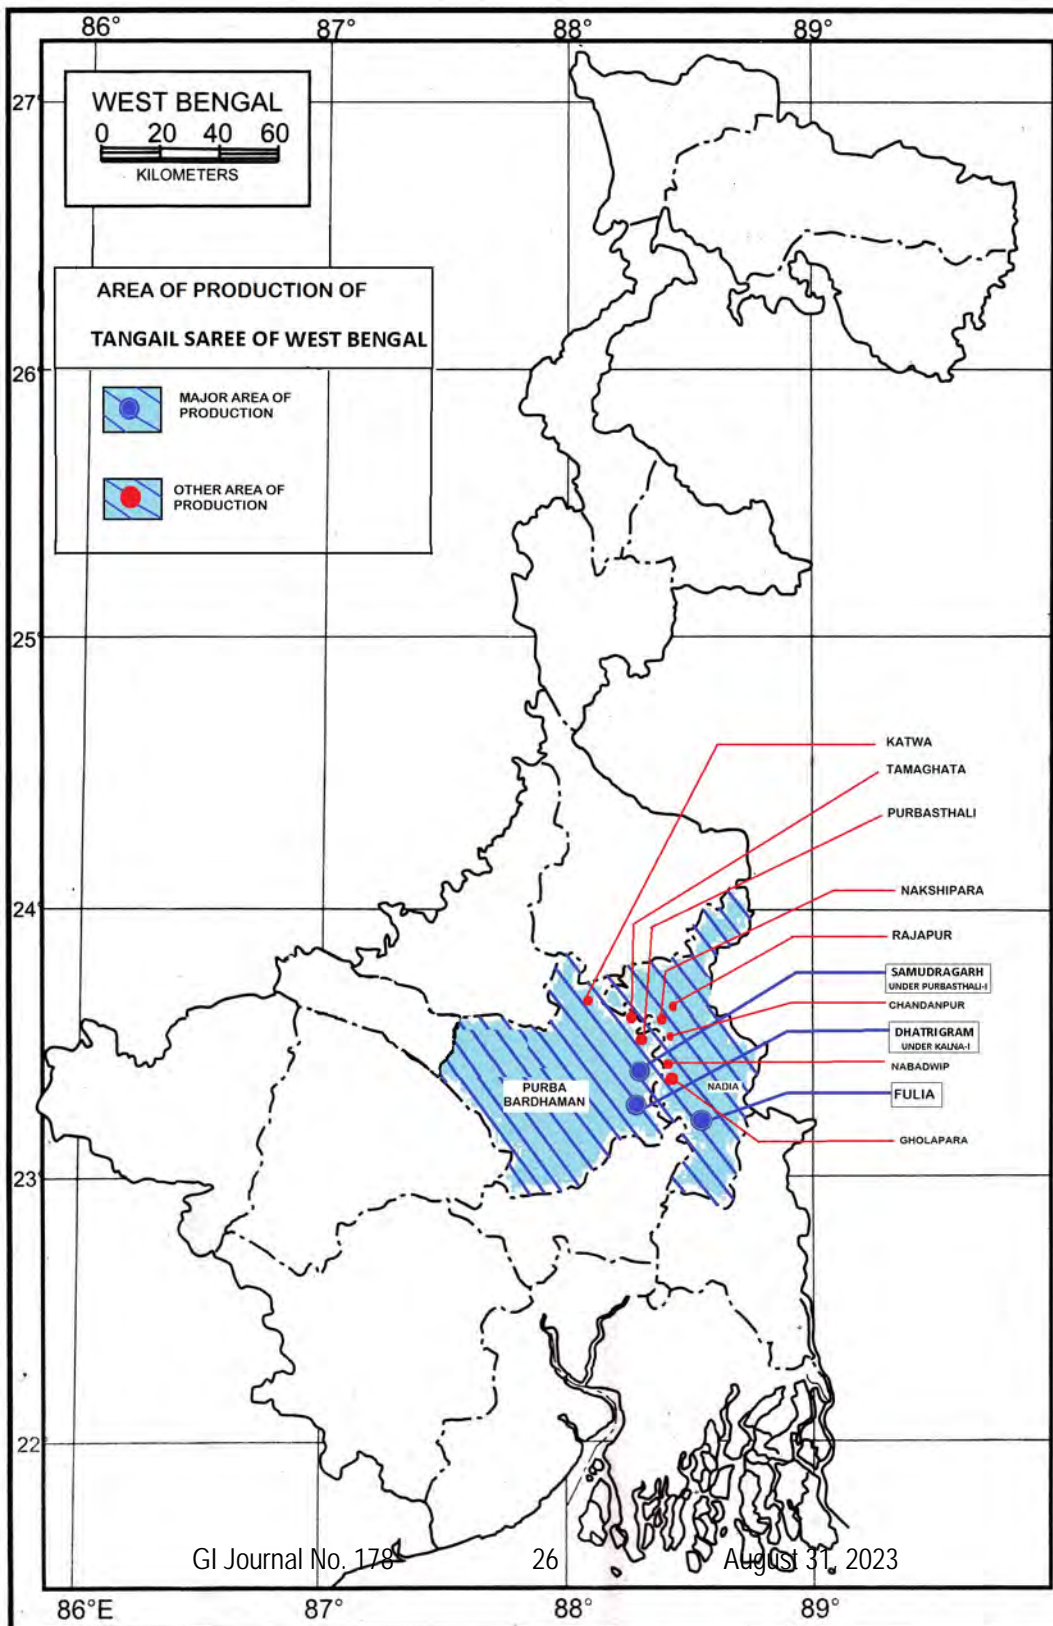 86° 87° 88° 89°
WEST BENGAL
0 20 40 60
KILOMETERS
27°
AREA OF PRODUCTION OF
TANGAIL SAREE OF WEST BENGAL
26°
MAJOR AREA OF
PRODUCTION
OTHER AREA OF
PRODUCTION
25°
KATWA
TAMAGHATA
PURBASTHALI
NAKSHIPARA
24°
RAJAPUR
SAMUDRAGARH
UNDER PURBASTHALI-I
CHANDANPUR
DHATRIGRAM
UNDER KALNA-I
NABADWIP
PURBA
BARDHAMAN
NADIA
FULIA
GHOLAPARA
23°
22°
GI Journal No. 178 26 August 31, 2023
86°E 87° 88° 89°